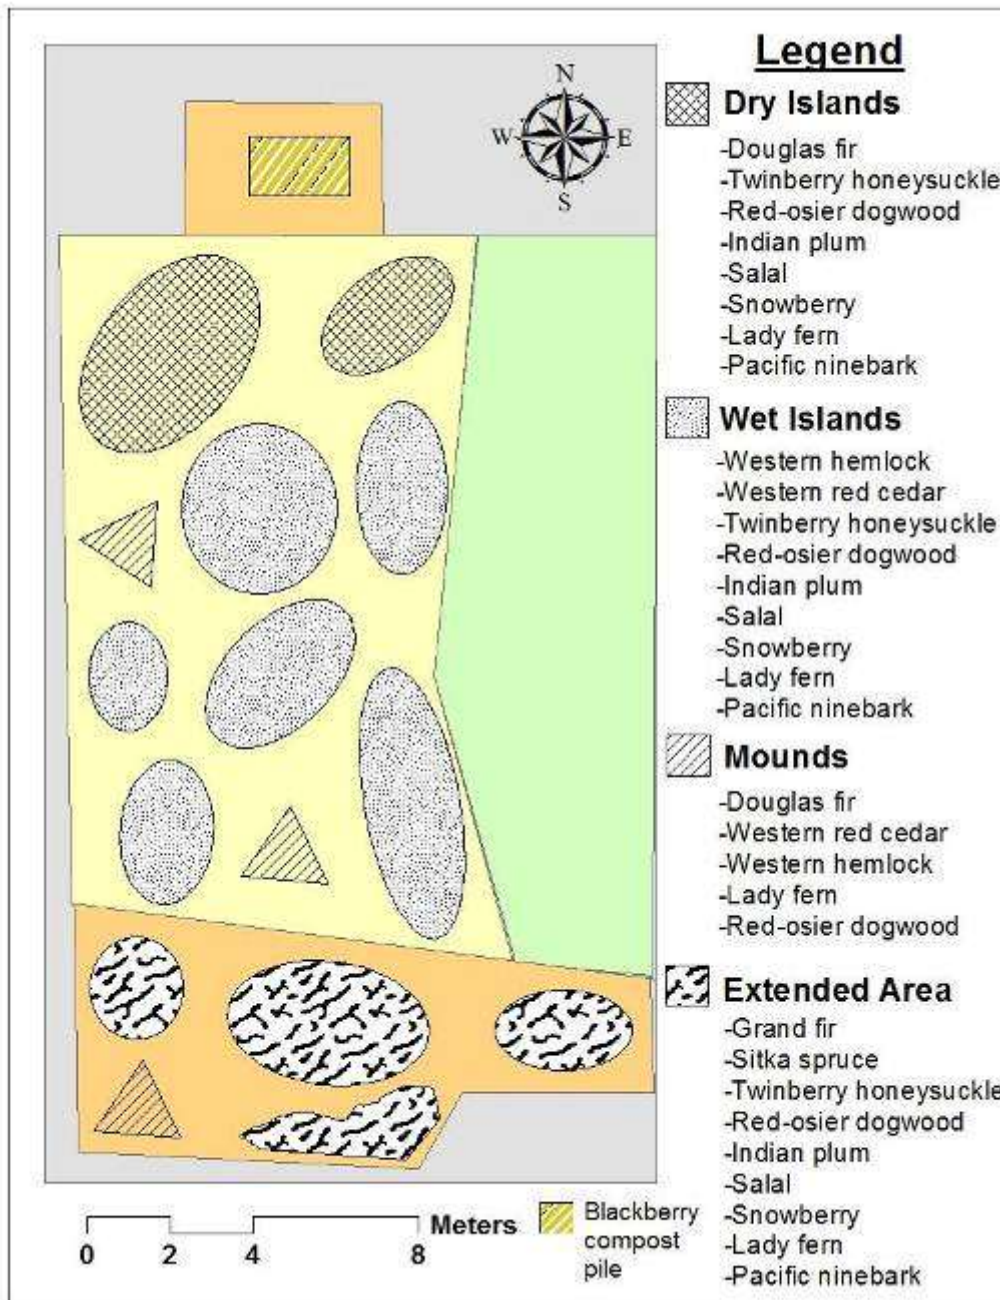 Legend
N
W E
S
Dry Islands
-Douglas fir
-Twinberry honeysuckle
-Red-osier dogwood
-Indian plum
-Salal
-Snowberry
-Lady fern
-Pacific ninebark
Wet Islands
-Western hemlock
-Western red cedar
-Twinberry honeysuckle
-Red-osier dogwood
-Indian plum
-Salal
-Snowberry
-Lady fern
-Pacific ninebark
Mounds
-Douglas fir
-Western red cedar
-Western hemlock
-Lady fern
-Red-osier dogwood
Extended Area
-Grand fir
-Sitka spruce
-Twinberry honeysuckle
-Red-osier dogwood
-Indian plum
-Salal
-Snowberry
-Lady fern
-Pacific ninebark
Meters
0 2 4 8
Blackberry
compost
pile